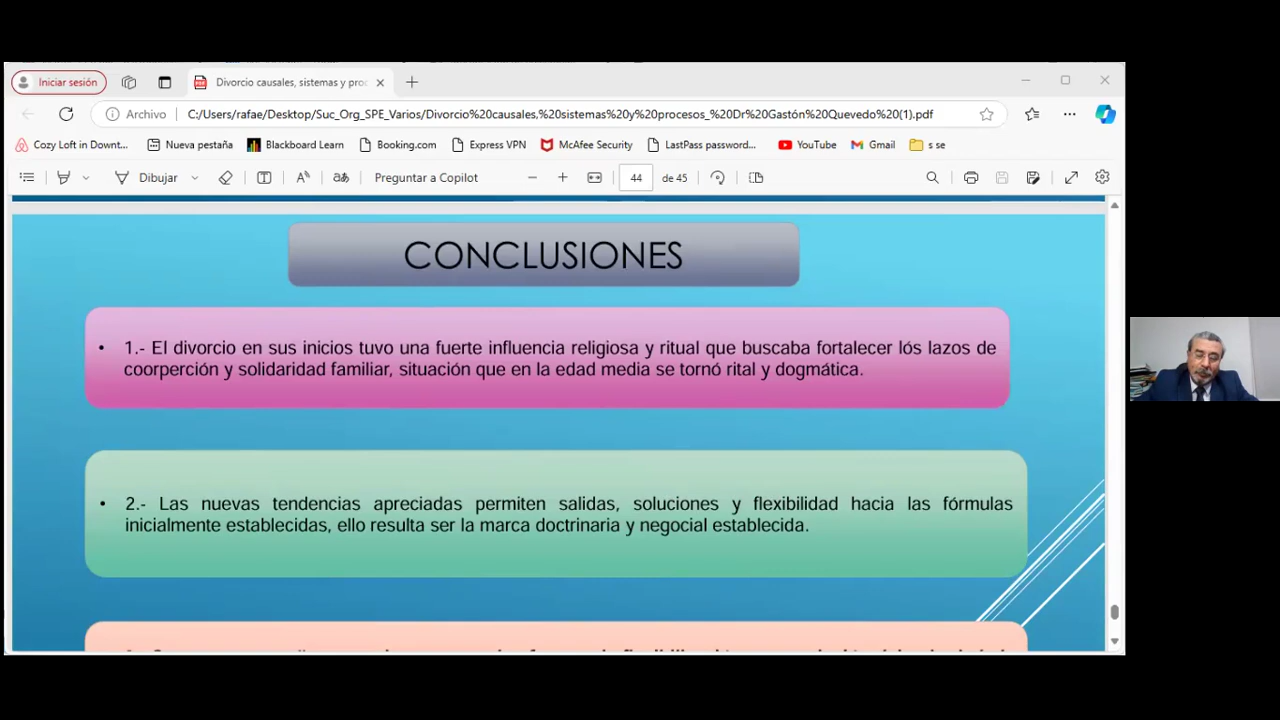 Iniciar sesión
Divorcio causales, sistemas y proc
Archivo
C:/Users/rafae/Desktop/Suc_Org_SPE_Varios/Divorcio%20causales,%20sistemas%20y%20procesos_%20Dr%20Gastón%20Quevedo%20(1).pdf
Cozy Loft in Downt... Nueva pestaña Blackboard Learn Booking.com Express VPN McAfee Security LastPass password... YouTube Gmail s se
Dibujar Preguntar a Copilot 44 de 45
CONCLUSIONES
• 1.- El divorcio en sus inicios tuvo una fuerte influencia religiosa y ritual que buscaba fortalecer lós lazos de
coorperción y solidaridad familiar, situación que en la edad media se tornó rital y dogmática.
• 2.- Las nuevas tendencias apreciadas permiten salidas, soluciones y flexibilidad hacia las fórmulas
inicialmente establecidas, ello resulta ser la marca doctrinaria y negocial establecida.